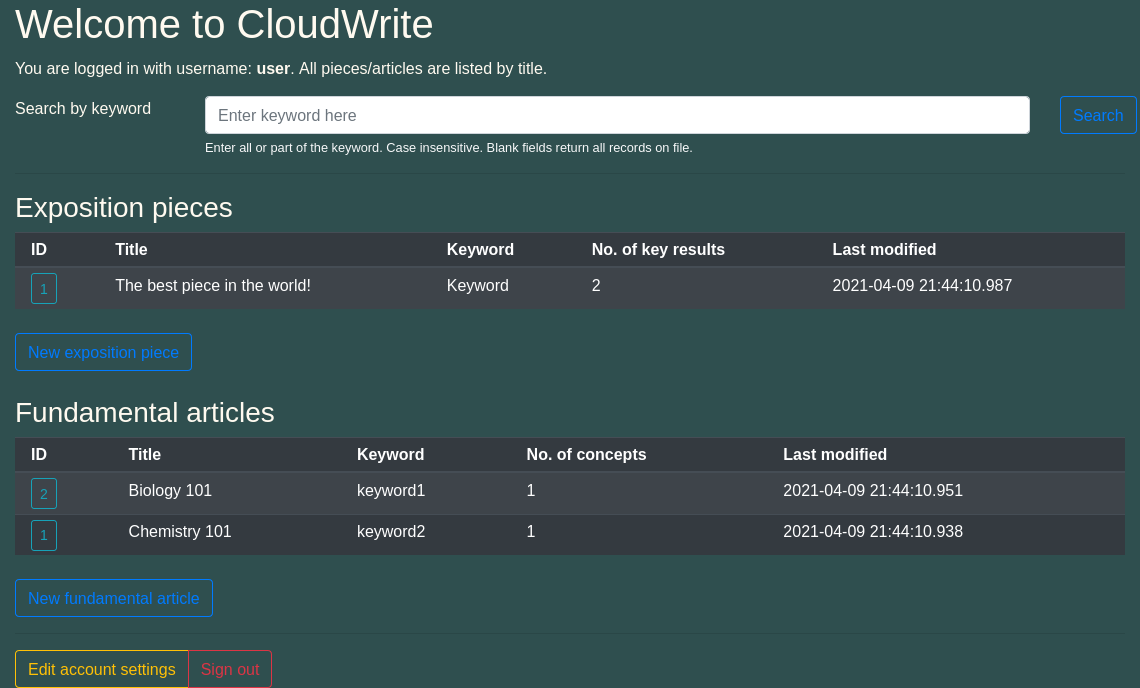 Welcome to CloudWrite
You are logged in with username: user. All pieces/articles are listed by title.
Search by keyword Enter keyword here Search
Enter all or part of the keyword. Case insensitive. Blank fields return all records on file.
Exposition pieces
ID Title Keyword No. of key results Last modified
1 The best piece in the world! Keyword 2 2021-04-09 21:44:10.987
New exposition piece
Fundamental articles
ID Title Keyword No. of concepts Last modified
2 Biology 101 keyword1 1 2021-04-09 21:44:10.951
1 Chemistry 101 keyword2 1 2021-04-09 21:44:10.938
New fundamental article
Edit account settings Sign out